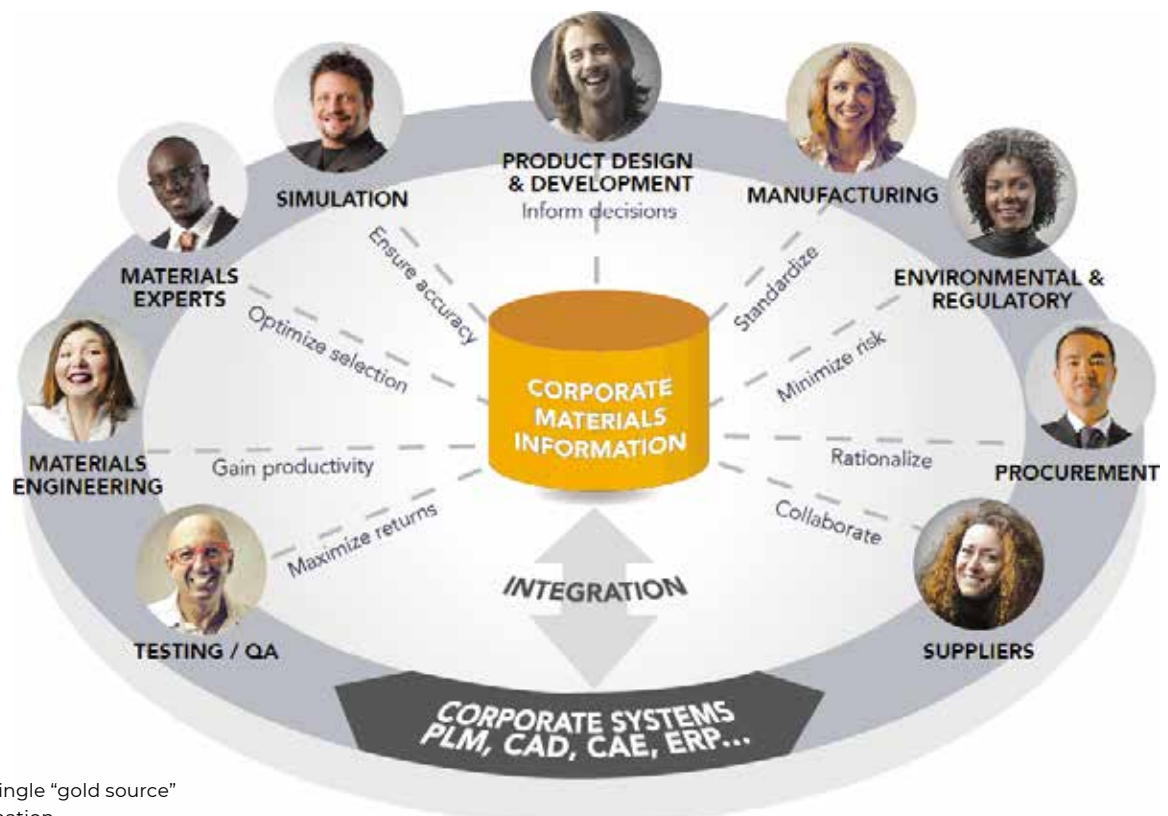 PRODUCT DESIGN
& DEVELOPMENT
Inform decisions
SIMULATION
Ensure accuracy
MANUFACTURING
Standardize
MATERIALS
EXPERTS
Optimize selection
ENVIRONMENTAL &
REGULATORY
Minimize risk
CORPORATE
MATERIALS
INFORMATION
MATERIALS
ENGINEERING
Gain productivity
Rationalize
PROCUREMENT
Maximize returns
Collaborate
INTEGRATION
TESTING / QA
SUPPLIERS
CORPORATE SYSTEMS
PLM, CAD, CAE, ERP...
“gold source”